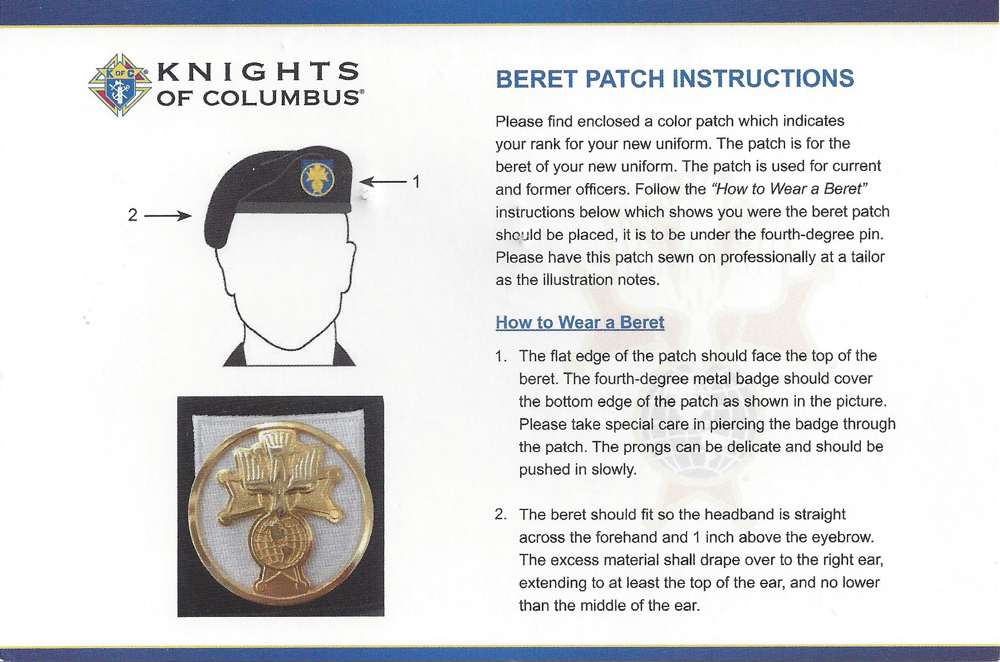 K OF C ®
KNIGHTS
OF COLUMBUS®
1
2
BERET PATCH INSTRUCTIONS
Please find enclosed a color patch which indicates
your rank for your new uniform. The patch is for the
beret of your new uniform. The patch is used for current
and former officers. Follow the “How to Wear a Beret”
instructions below which shows you were the beret patch
should be placed, it is to be under the fourth-degree pin.
Please have this patch sewn on professionally at a tailor
as the illustration notes.
How to Wear a Beret
1. The flat edge of the patch should face the top of the
beret. The fourth-degree metal badge should cover
the bottom edge of the patch as shown in the picture.
Please take special care in piercing the badge through
the patch. The prongs can be delicate and should be
pushed in slowly.
2. The beret should fit so the headband is straight
across the forehand and 1 inch above the eyebrow.
The excess material shall drape over to the right ear,
extending to at least the top of the ear, and no lower
than the middle of the ear.